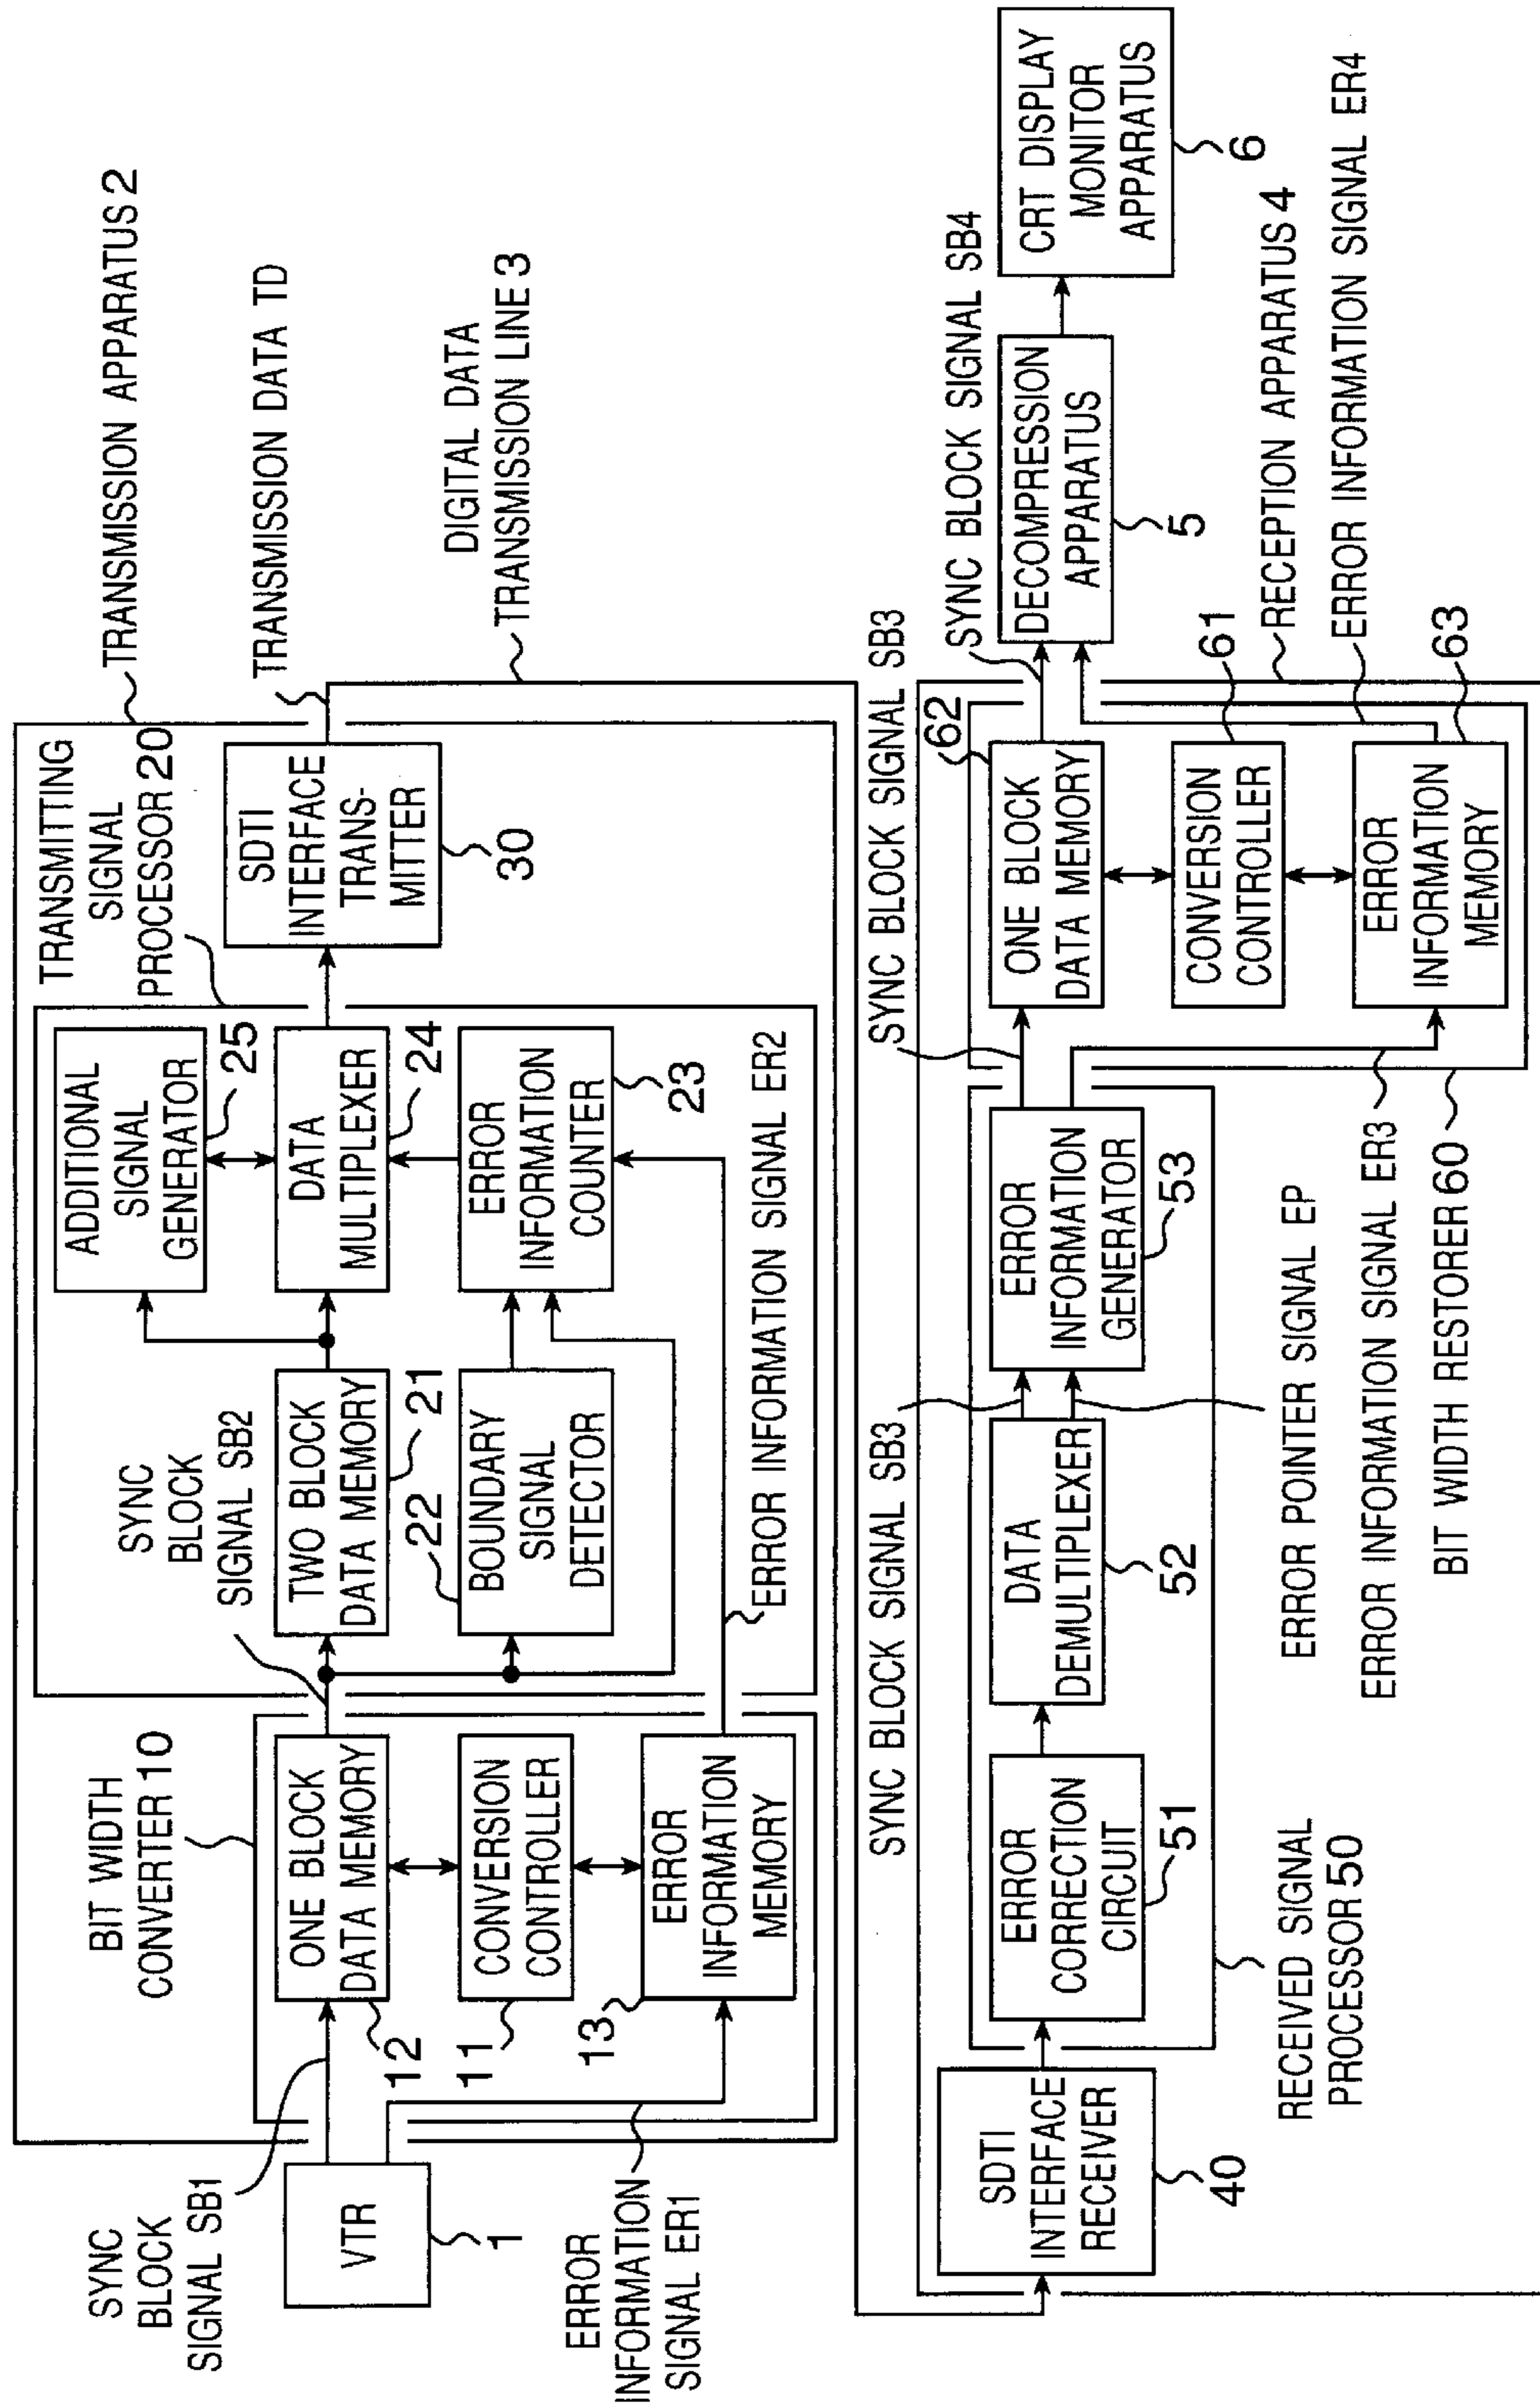 TRANSMISSION APPARATUS 2
TRANSMITTING
SIGNAL
PROCESSOR 20
BIT WIDTH
CONVERTER 10
SYNC
BLOCK
SIGNAL SB1
VTR
1
ERROR
INFORMATION
SIGNAL ER1
ONE BLOCK
DATA MEMORY
12
CONVERSION
CONTROLLER
11
ERROR
INFORMATION
MEMORY
13
SYNC
BLOCK
SIGNAL SB2
TWO BLOCK
DATA MEMORY
21
BOUNDARY
SIGNAL
DETECTOR
22
ADDITIONAL
SIGNAL
GENERATOR
25
DATA
MULTIPLEXER
24
ERROR
INFORMATION
COUNTER
23
ERROR INFORMATION SIGNAL ER2
SDTI
INTERFACE
TRANS-
MITTER
30
TRANSMISSION DATA TD
DIGITAL DATA
TRANSMISSION LINE 3
SDTI
INTERFACE
RECEIVER
40
RECEIVED SIGNAL
PROCESSOR 50
ERROR
CORRECTION
CIRCUIT
51
DATA
DEMULTIPLEXER
52
SYNC BLOCK SIGNAL SB3
ERROR POINTER SIGNAL EP
ERROR
INFORMATION
GENERATOR
53
SYNC BLOCK SIGNAL SB3
ERROR INFORMATION SIGNAL ER3
BIT WIDTH RESTORER 60
ONE BLOCK
DATA MEMORY
62
CONVERSION
CONTROLLER
61
ERROR
INFORMATION
MEMORY
63
SYNC BLOCK SIGNAL SB4
RECEPTION APPARATUS 4
ERROR INFORMATION SIGNAL ER4
DECOMPRESSION
APPARATUS
5
CRT DISPLAY
MONITOR
APPARATUS
6